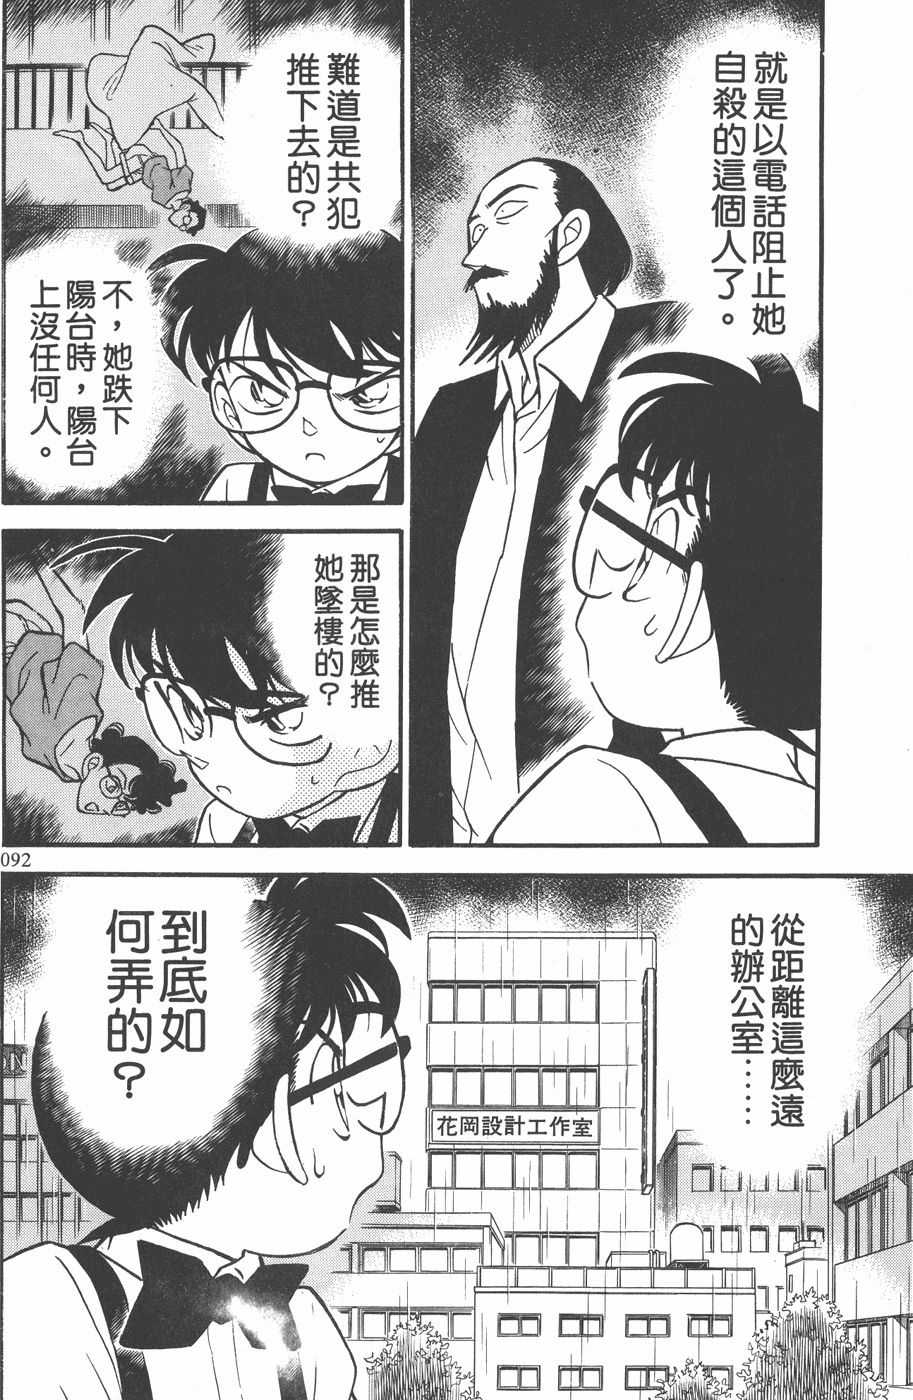 就是以電話阻止她
自殺的這個人了。
難道是共犯
推下去的？
不，她跌下
陽台時，陽台
上沒任何人。
那是怎麼推
她墜樓的？
092
從距離這麼遠
的辦公室……
花岡設計工作室
到底如
何弄的？